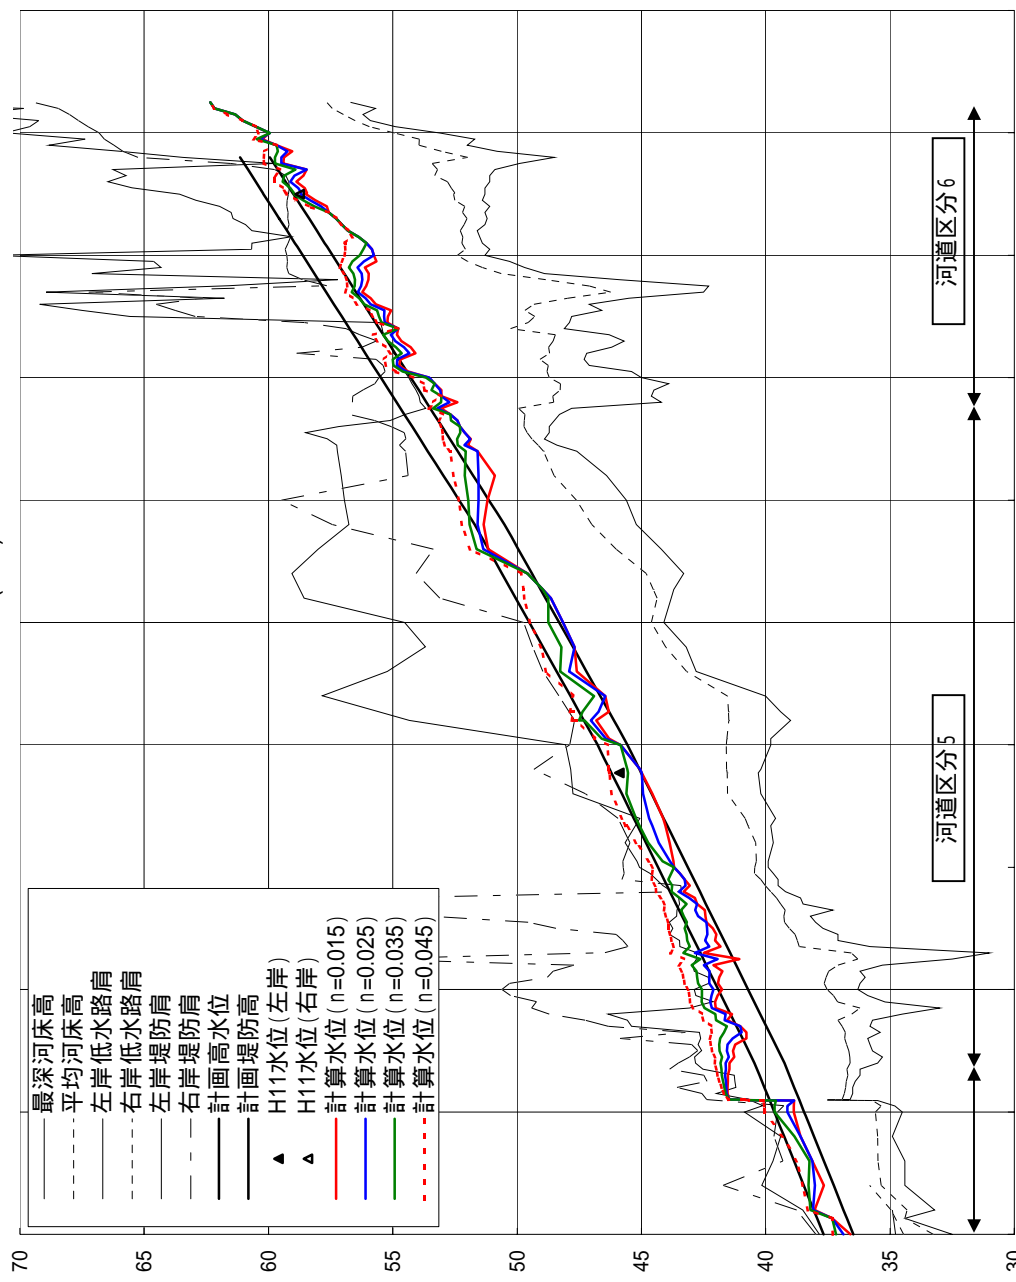 最深河床高
平均河床高
左岸低水路肩
右岸低水路肩
左岸堤防肩
右岸堤防肩
計画高水位
計画堤防高
H11水位(左岸)
H11水位(右岸)
計算水位(n=0.015)
計算水位(n=0.025)
計算水位(n=0.035)
計算水位(n=0.045)
河道区分5
河道区分6
70
65
60
55
50
45
40
35
30